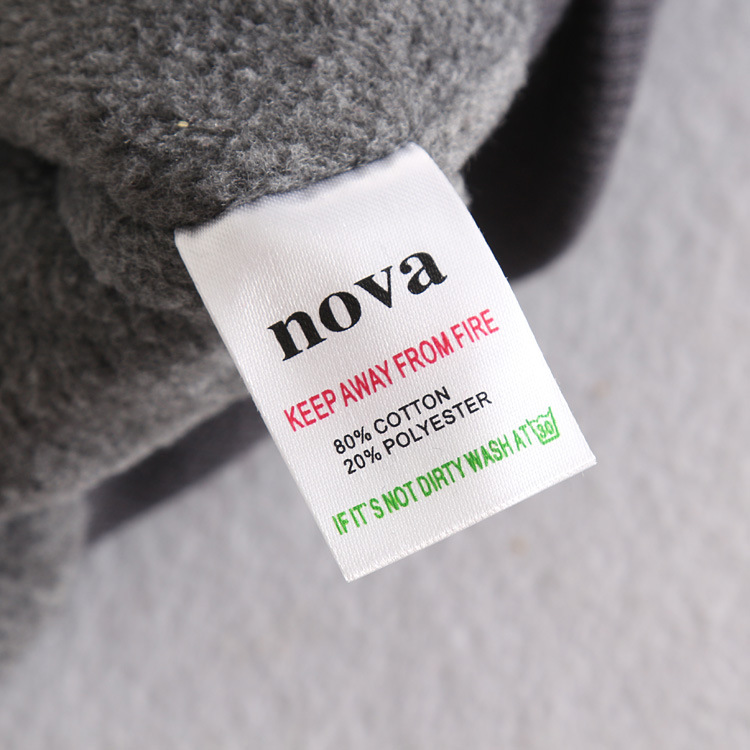 nova
KEEP AWAY FROM FIRE
80% COTTON
20% POLYESTER
IF IT'S NOT DIRTY WASH AT 30